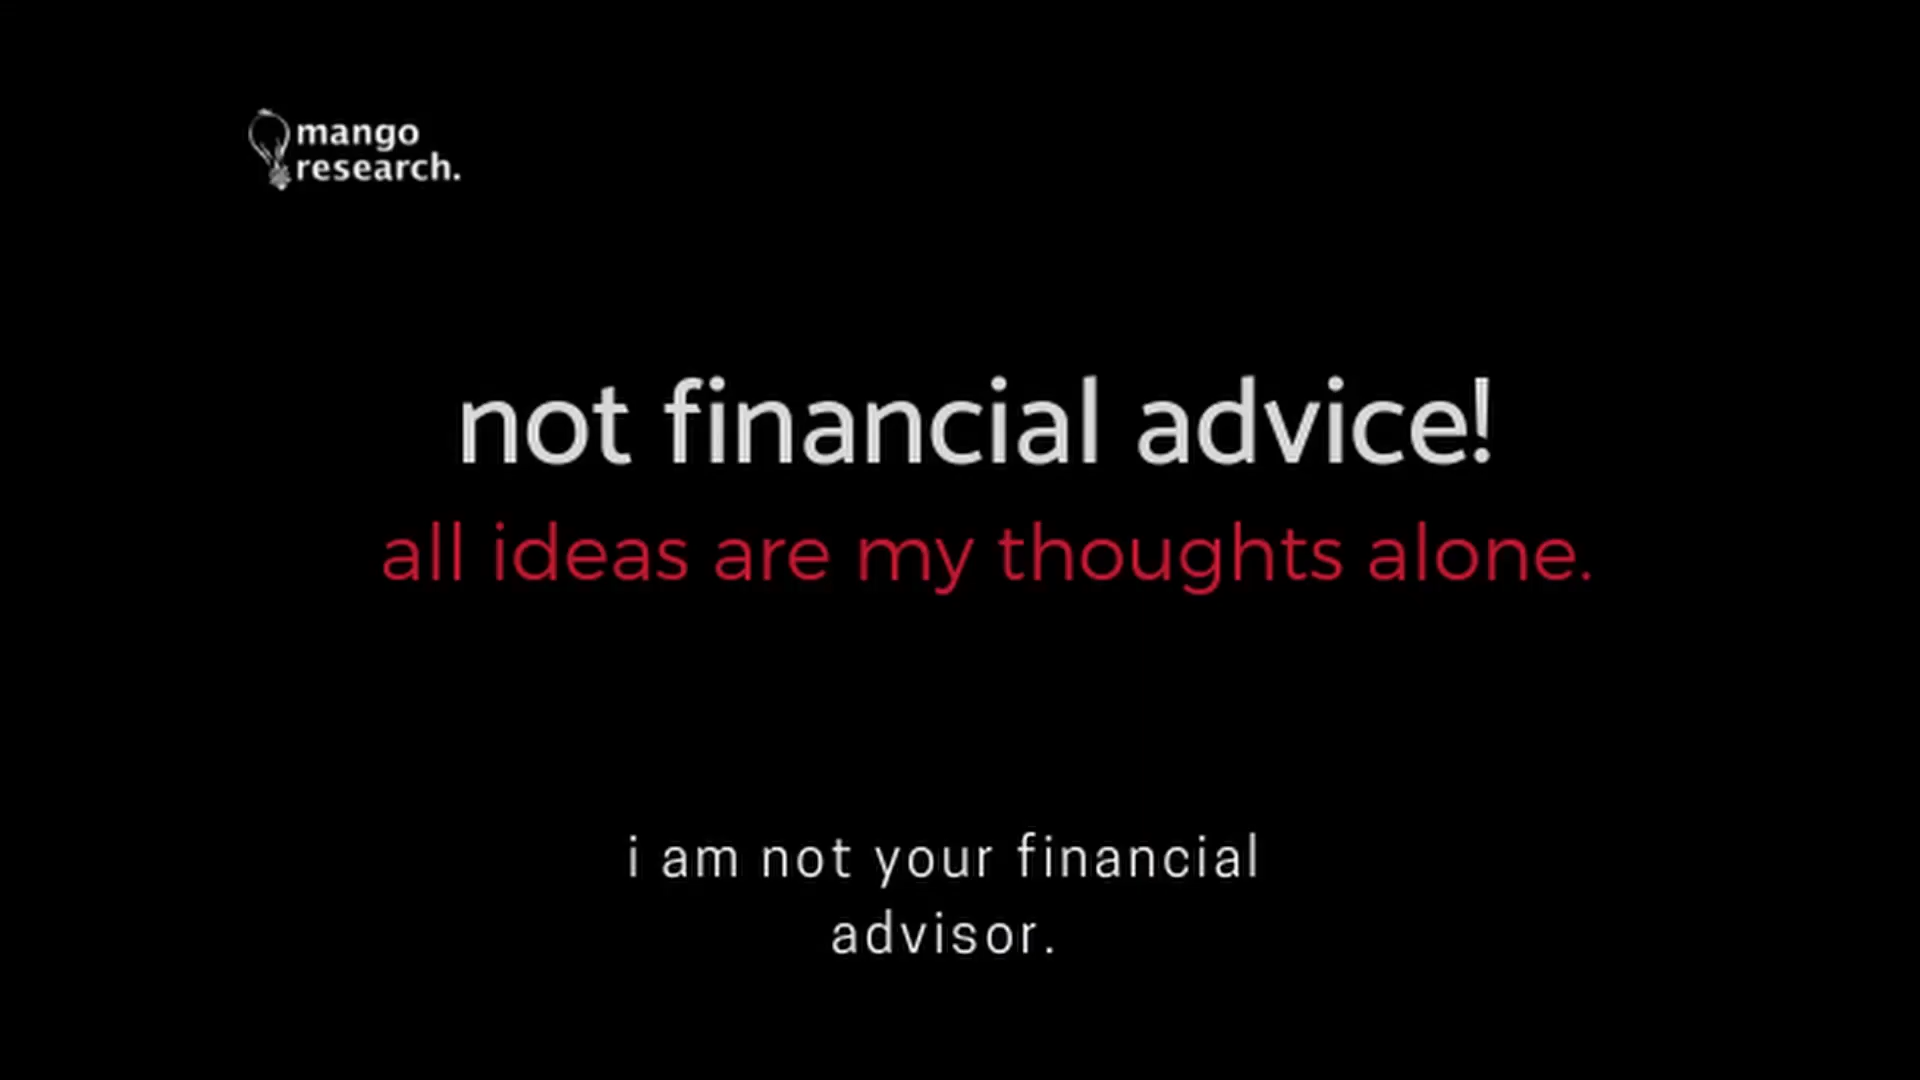 mango
research.
not financial advice!
all ideas are my thoughts alone.
i am not your financial
advisor.